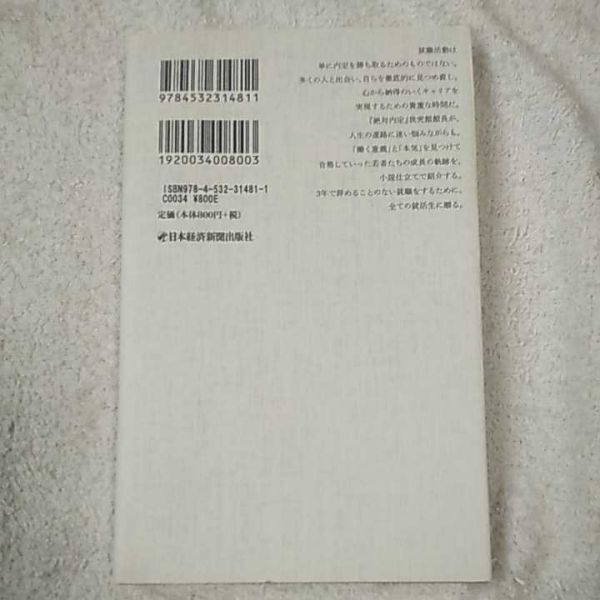 就職活動は
単に内定を勝ち取るためのものではない。
多くの人と出会い、自らを徹底的に見つめ直し、
心から納得のいくキャリアを
実現するための貴重な時間だ。
『絶対内定』我究館館長が、
人生の進路に迷い悩みながらも、
「働く意義」と「本気」を見つけて
合格していった若者たちの成長の軌跡を、
小説仕立てで紹介する。
3年で辞めることのない就職をするために。
全ての就活生に贈る。
9784532314811
1920034008003
ISBN978-4-532-31481-1
C0034 ¥800E
定価(本体800円+税)
日本経済新聞出版社